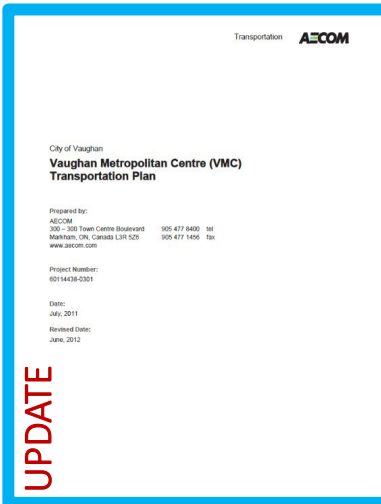 Transportation AECOM
City of Vaughan
Vaughan Metropolitan Centre (VMC)
Transportation Plan
Prepared by:
AECOM
300 – 300 Town Centre Boulevard 905 477 8400 tel
Markham, ON, Canada L3R 5Z6 905 477 1456 fax
www.aecom.com
Project Number:
60114438-0301
Date:
July, 2011
Revised Date:
June, 2012
UPDATE